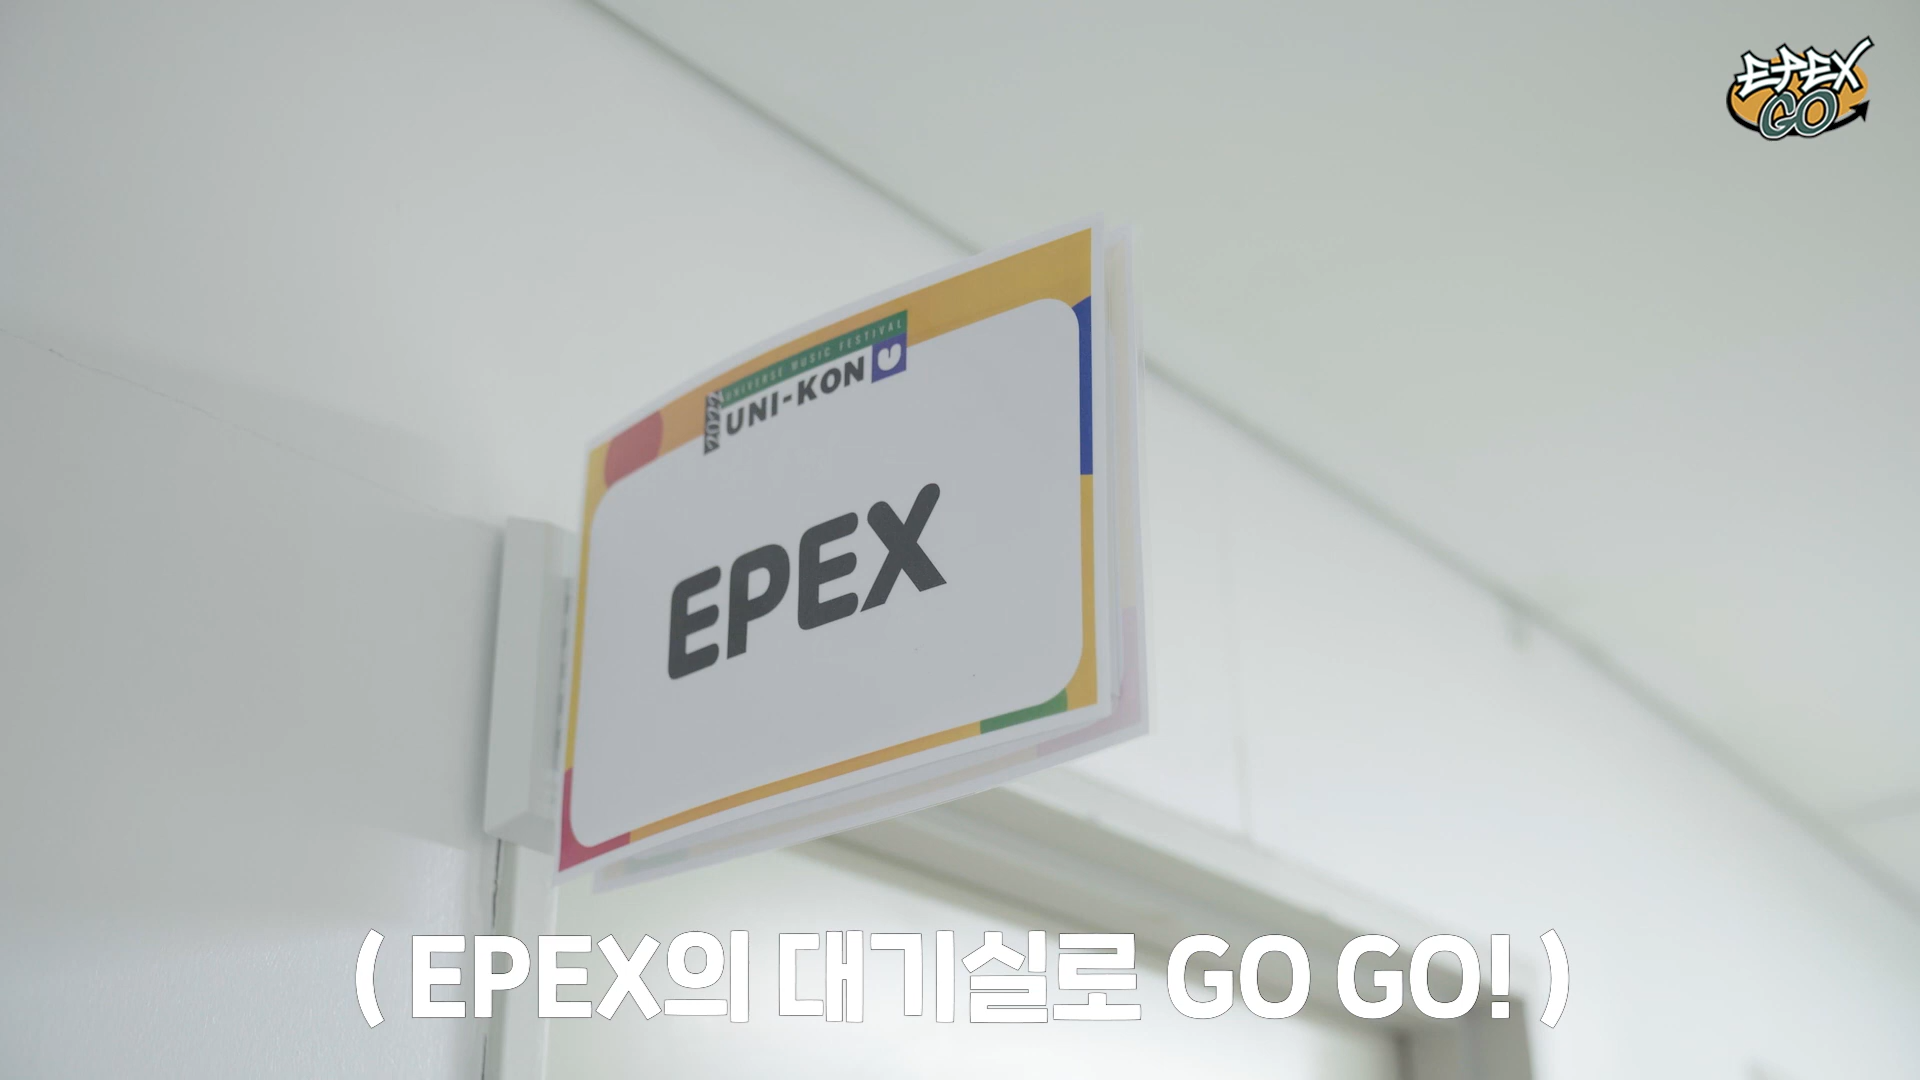 EPEX
GO
UNIVERSE MUSIC FESTIVAL
2022 UNI-KON U
EPEX
( EPEX의 대기실로 GO GO! )